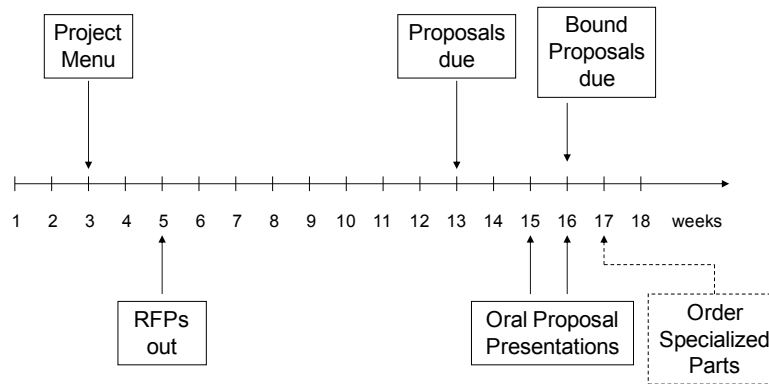 Project
Menu
Proposals
due
Bound
Proposals
due
1 2 3 4 5 6 7 8 9 10 11 12 13 14 15 16 17 18 weeks
RFPs
out
Oral Proposal
Presentations
Order
Specialized
Parts